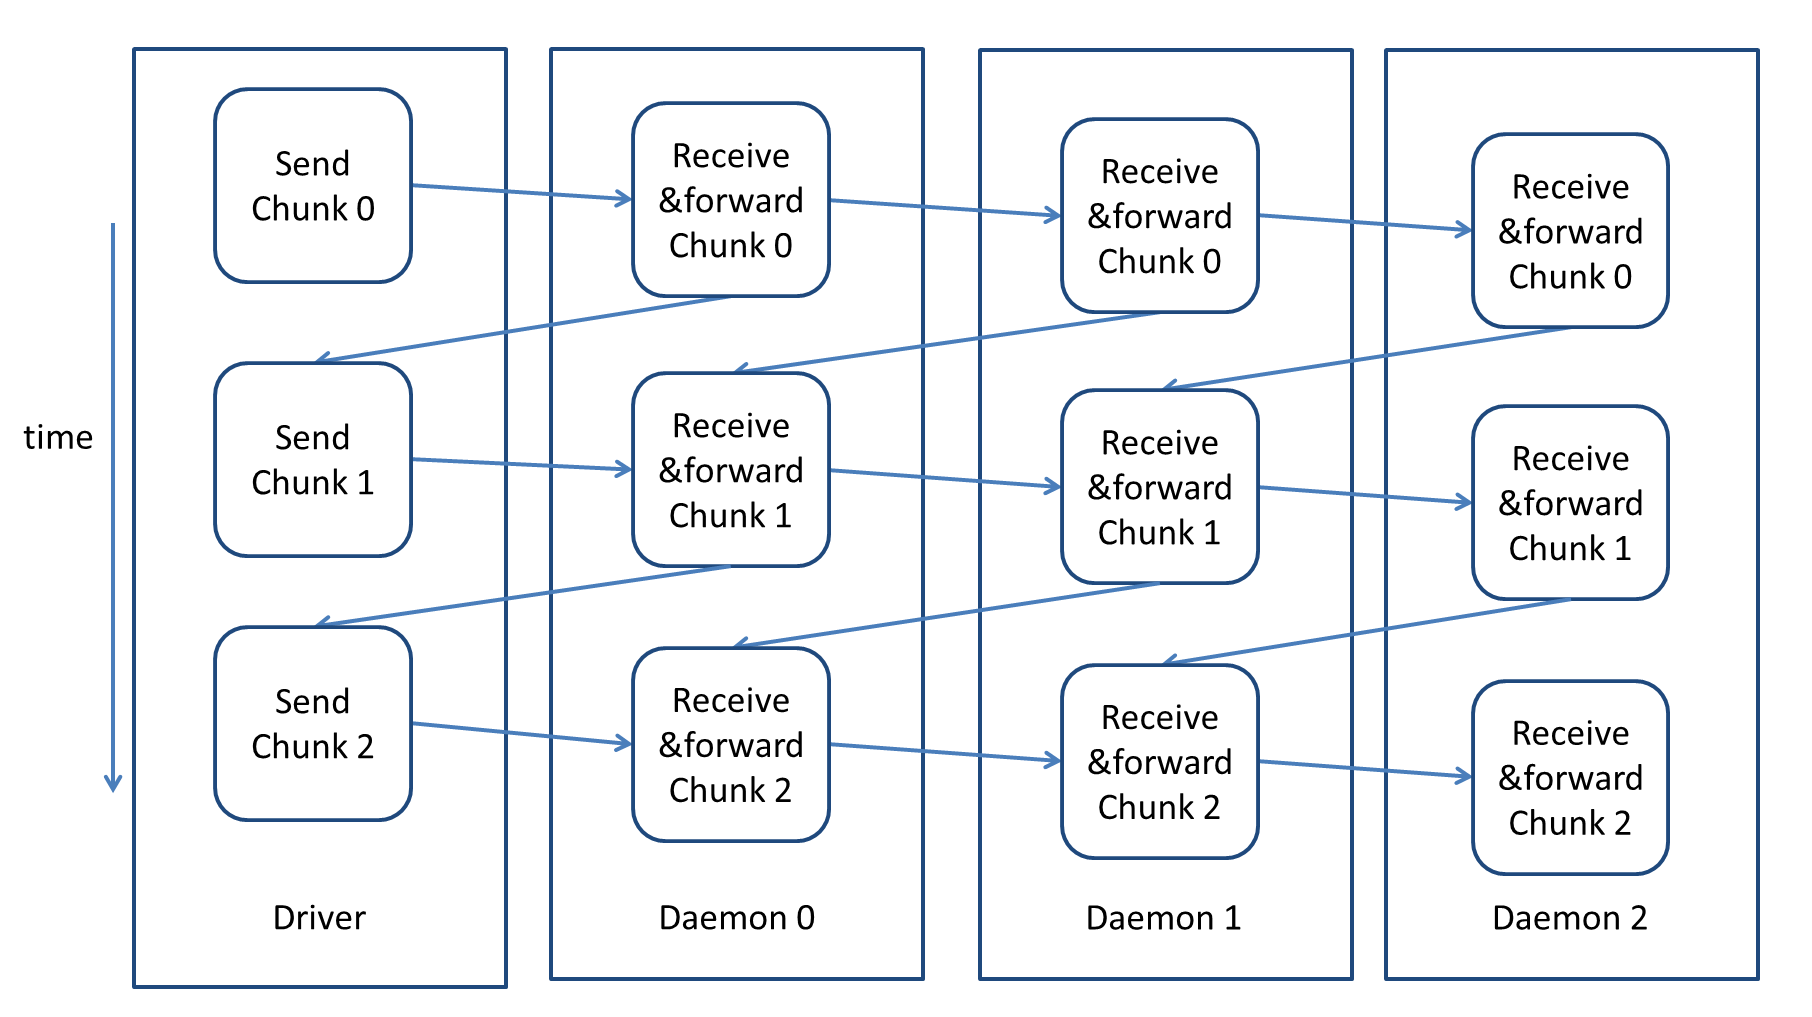 Send
Chunk 0
Receive
&forward
Chunk 0
Receive
&forward
Chunk 0
Receive
&forward
Chunk 0
time
Send
Chunk 1
Receive
&forward
Chunk 1
Receive
&forward
Chunk 1
Receive
&forward
Chunk 1
Send
Chunk 2
Receive
&forward
Chunk 2
Receive
&forward
Chunk 2
Receive
&forward
Chunk 2
Driver
Daemon 0
Daemon 1
Daemon 2